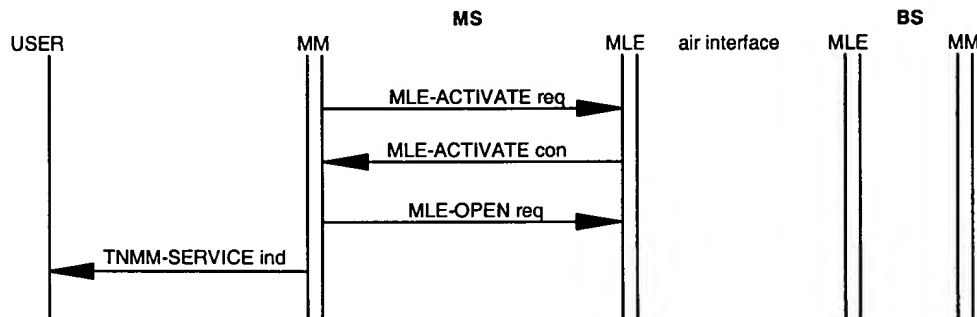 MS BS
USER MM MLE air interface MLE MM
MLE-ACTIVATE req
MLE-ACTIVATE con
MLE-OPEN req
TNMM-SERVICE ind